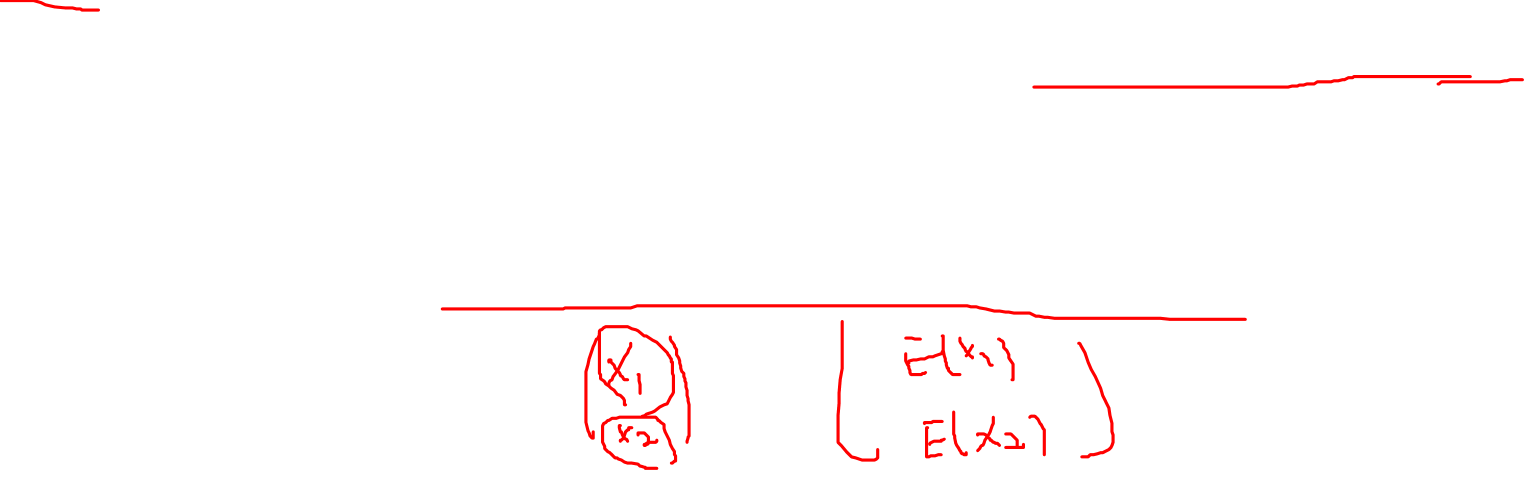 (X₁ E(X₁)
X₂) E(X₂)